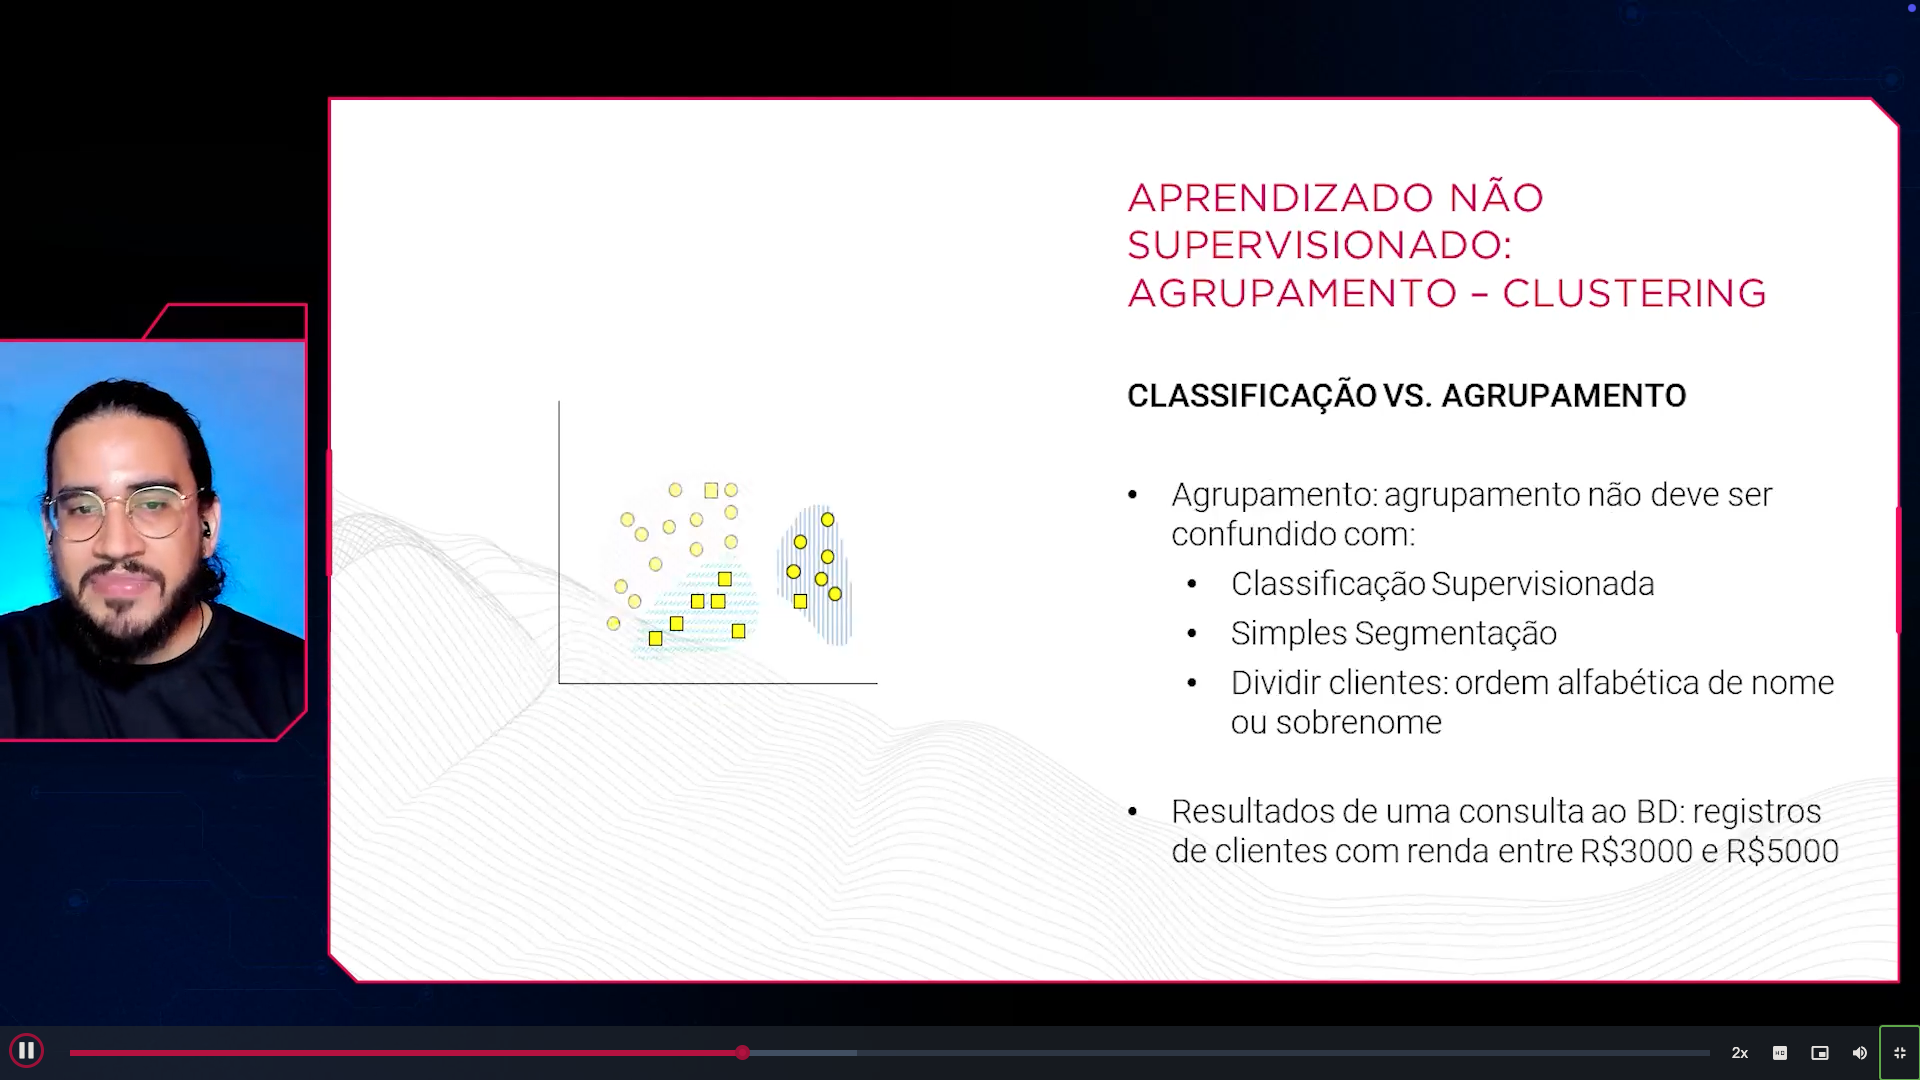 APRENDIZADO NÃO
SUPERVISIONADO:
AGRUPAMENTO – CLUSTERING
CLASSIFICAÇÃO VS. AGRUPAMENTO
• Agrupamento: agrupamento não deve ser
confundido com:
• Classificação Supervisionada
• Simples Segmentação
• Dividir clientes: ordem alfabética de nome
ou sobrenome
• Resultados de uma consulta ao BD: registros
de clientes com renda entre R$3000 e R$5000
2x
HD